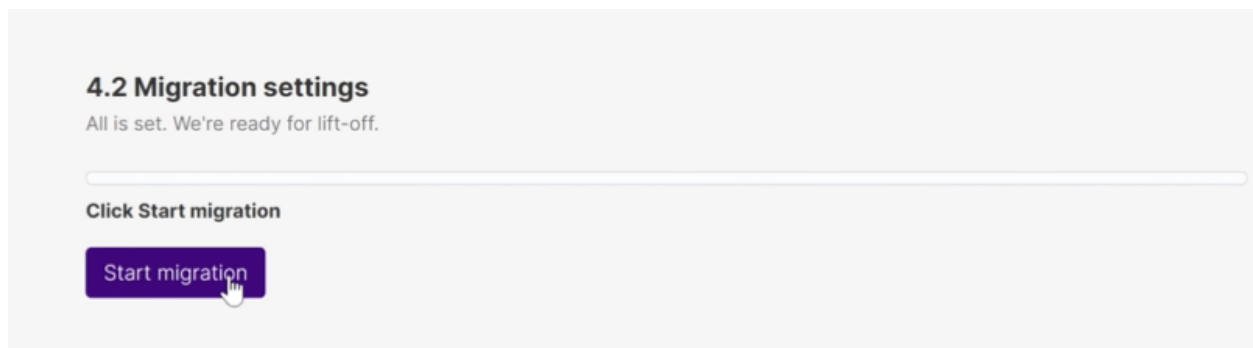 4.2 Migration settings
All is set. We're ready for lift-off.
Click Start migration
Start migration